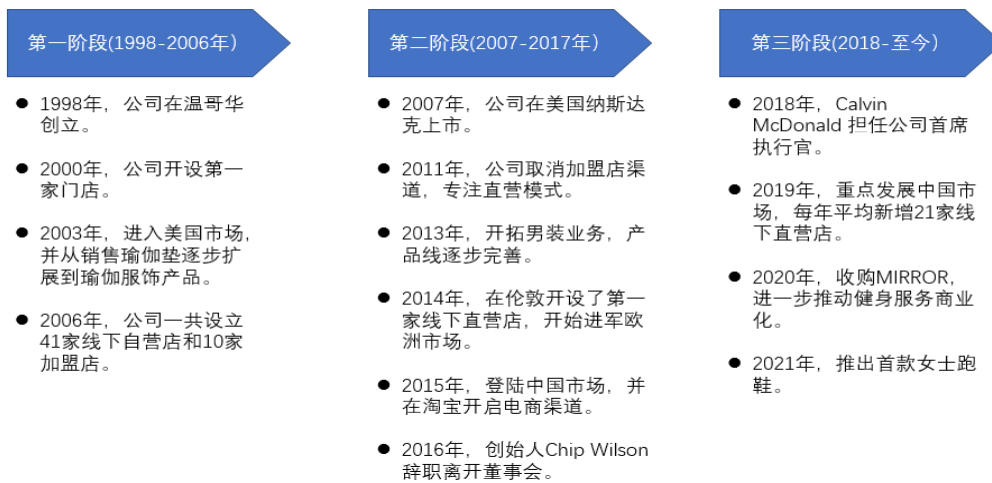 第一阶段(1998-2006年)
1998年，公司在温哥华
创立。
2000年，公司开设第一
家门店。
2003年，进入美国市场，
并从销售瑜伽垫逐步扩
展到瑜伽服饰产品。
2006年，公司一共设立
41家线下自营店和10家
加盟店。
第二阶段(2007-2017年)
2007年，公司在美国纳斯达
克上市。
2011年，公司取消加盟店渠
道，专注直营模式。
2013年，开拓男装业务，产
品线逐步完善。
2014年，在伦敦开设了第一
家线下直营店，开始进军欧
洲市场。
2015年，登陆中国市场，并
在淘宝开启电商渠道。
2016年，创始人Chip Wilson
辞职离开董事会。
第三阶段(2018-至今)
2018年，Calvin
McDonald 担任公司首席
执行官。
2019年，重点发展中国市
场，每年平均新增21家线
下直营店。
2020年，收购MIRROR，
进一步推动健身服务商业
化。
2021年，推出首款女士跑
鞋。